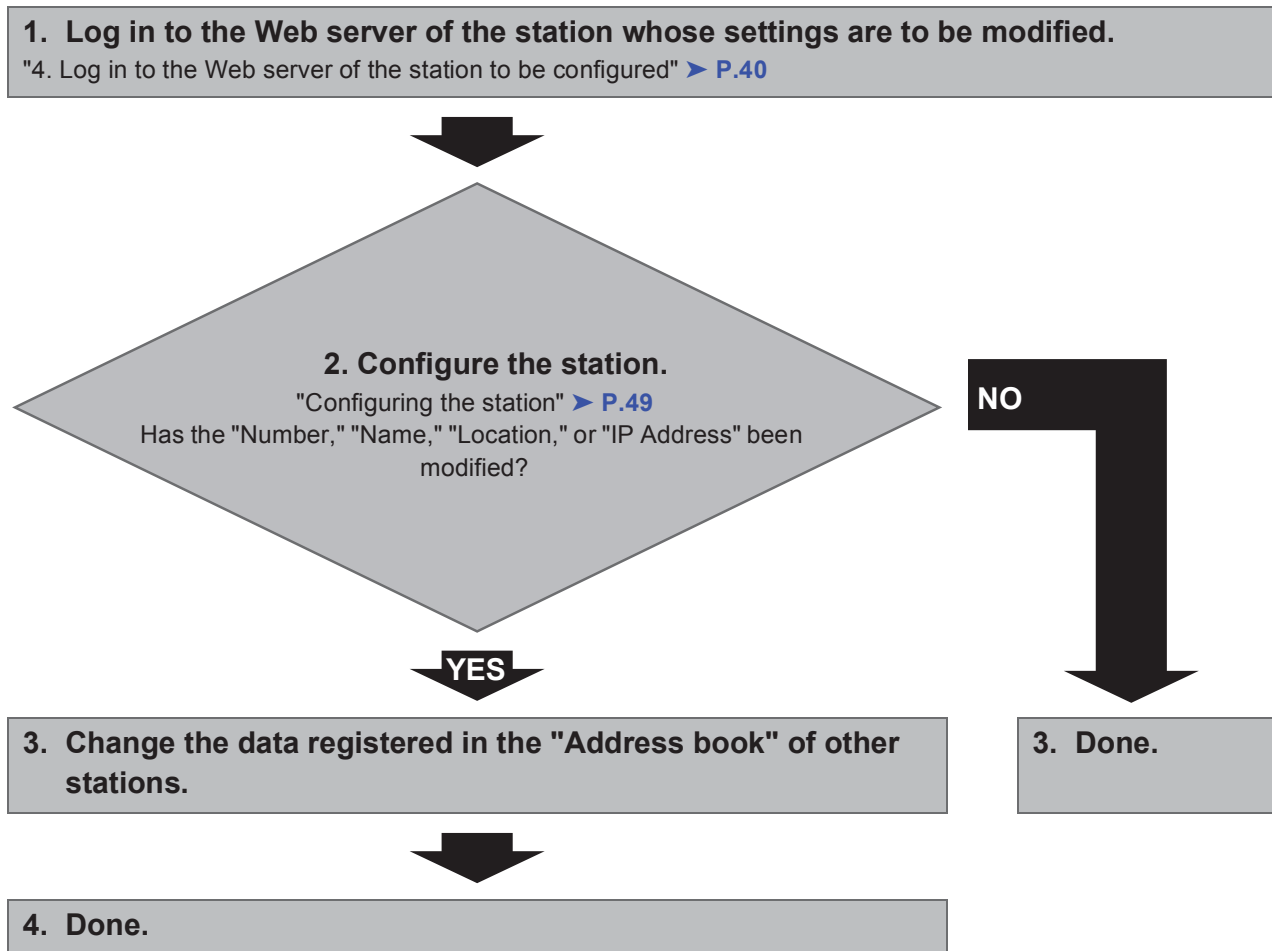 1. Log in to the Web server of the station whose settings are to be modified.
"4. Log in to the Web server of the station to be configured" ➤ P.40
2. Configure the station.
"Configuring the station" ➤ P.49
Has the "Number," "Name," "Location," or "IP Address" been
modified?
NO
YES
3. Change the data registered in the "Address book" of other
stations.
3. Done.
4. Done.